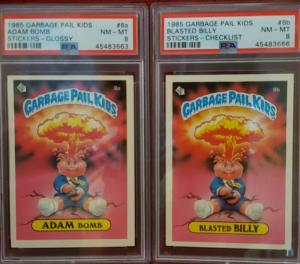 1985 GARBAGE PAIL KIDS #8a
ADAM BOMB NM - MT
STICKERS - GLOSSY 8
PSA 45483663
GARBAGE PAIL KIDS
8a
ADAM BOMB
1985 GARBAGE PAIL KIDS #8b
BLASTED BILLY NM - MT
STICKERS - CHECKLIST 8
PSA 45483666
GARBAGE PAIL KIDS
8b
BLASTED BILLY